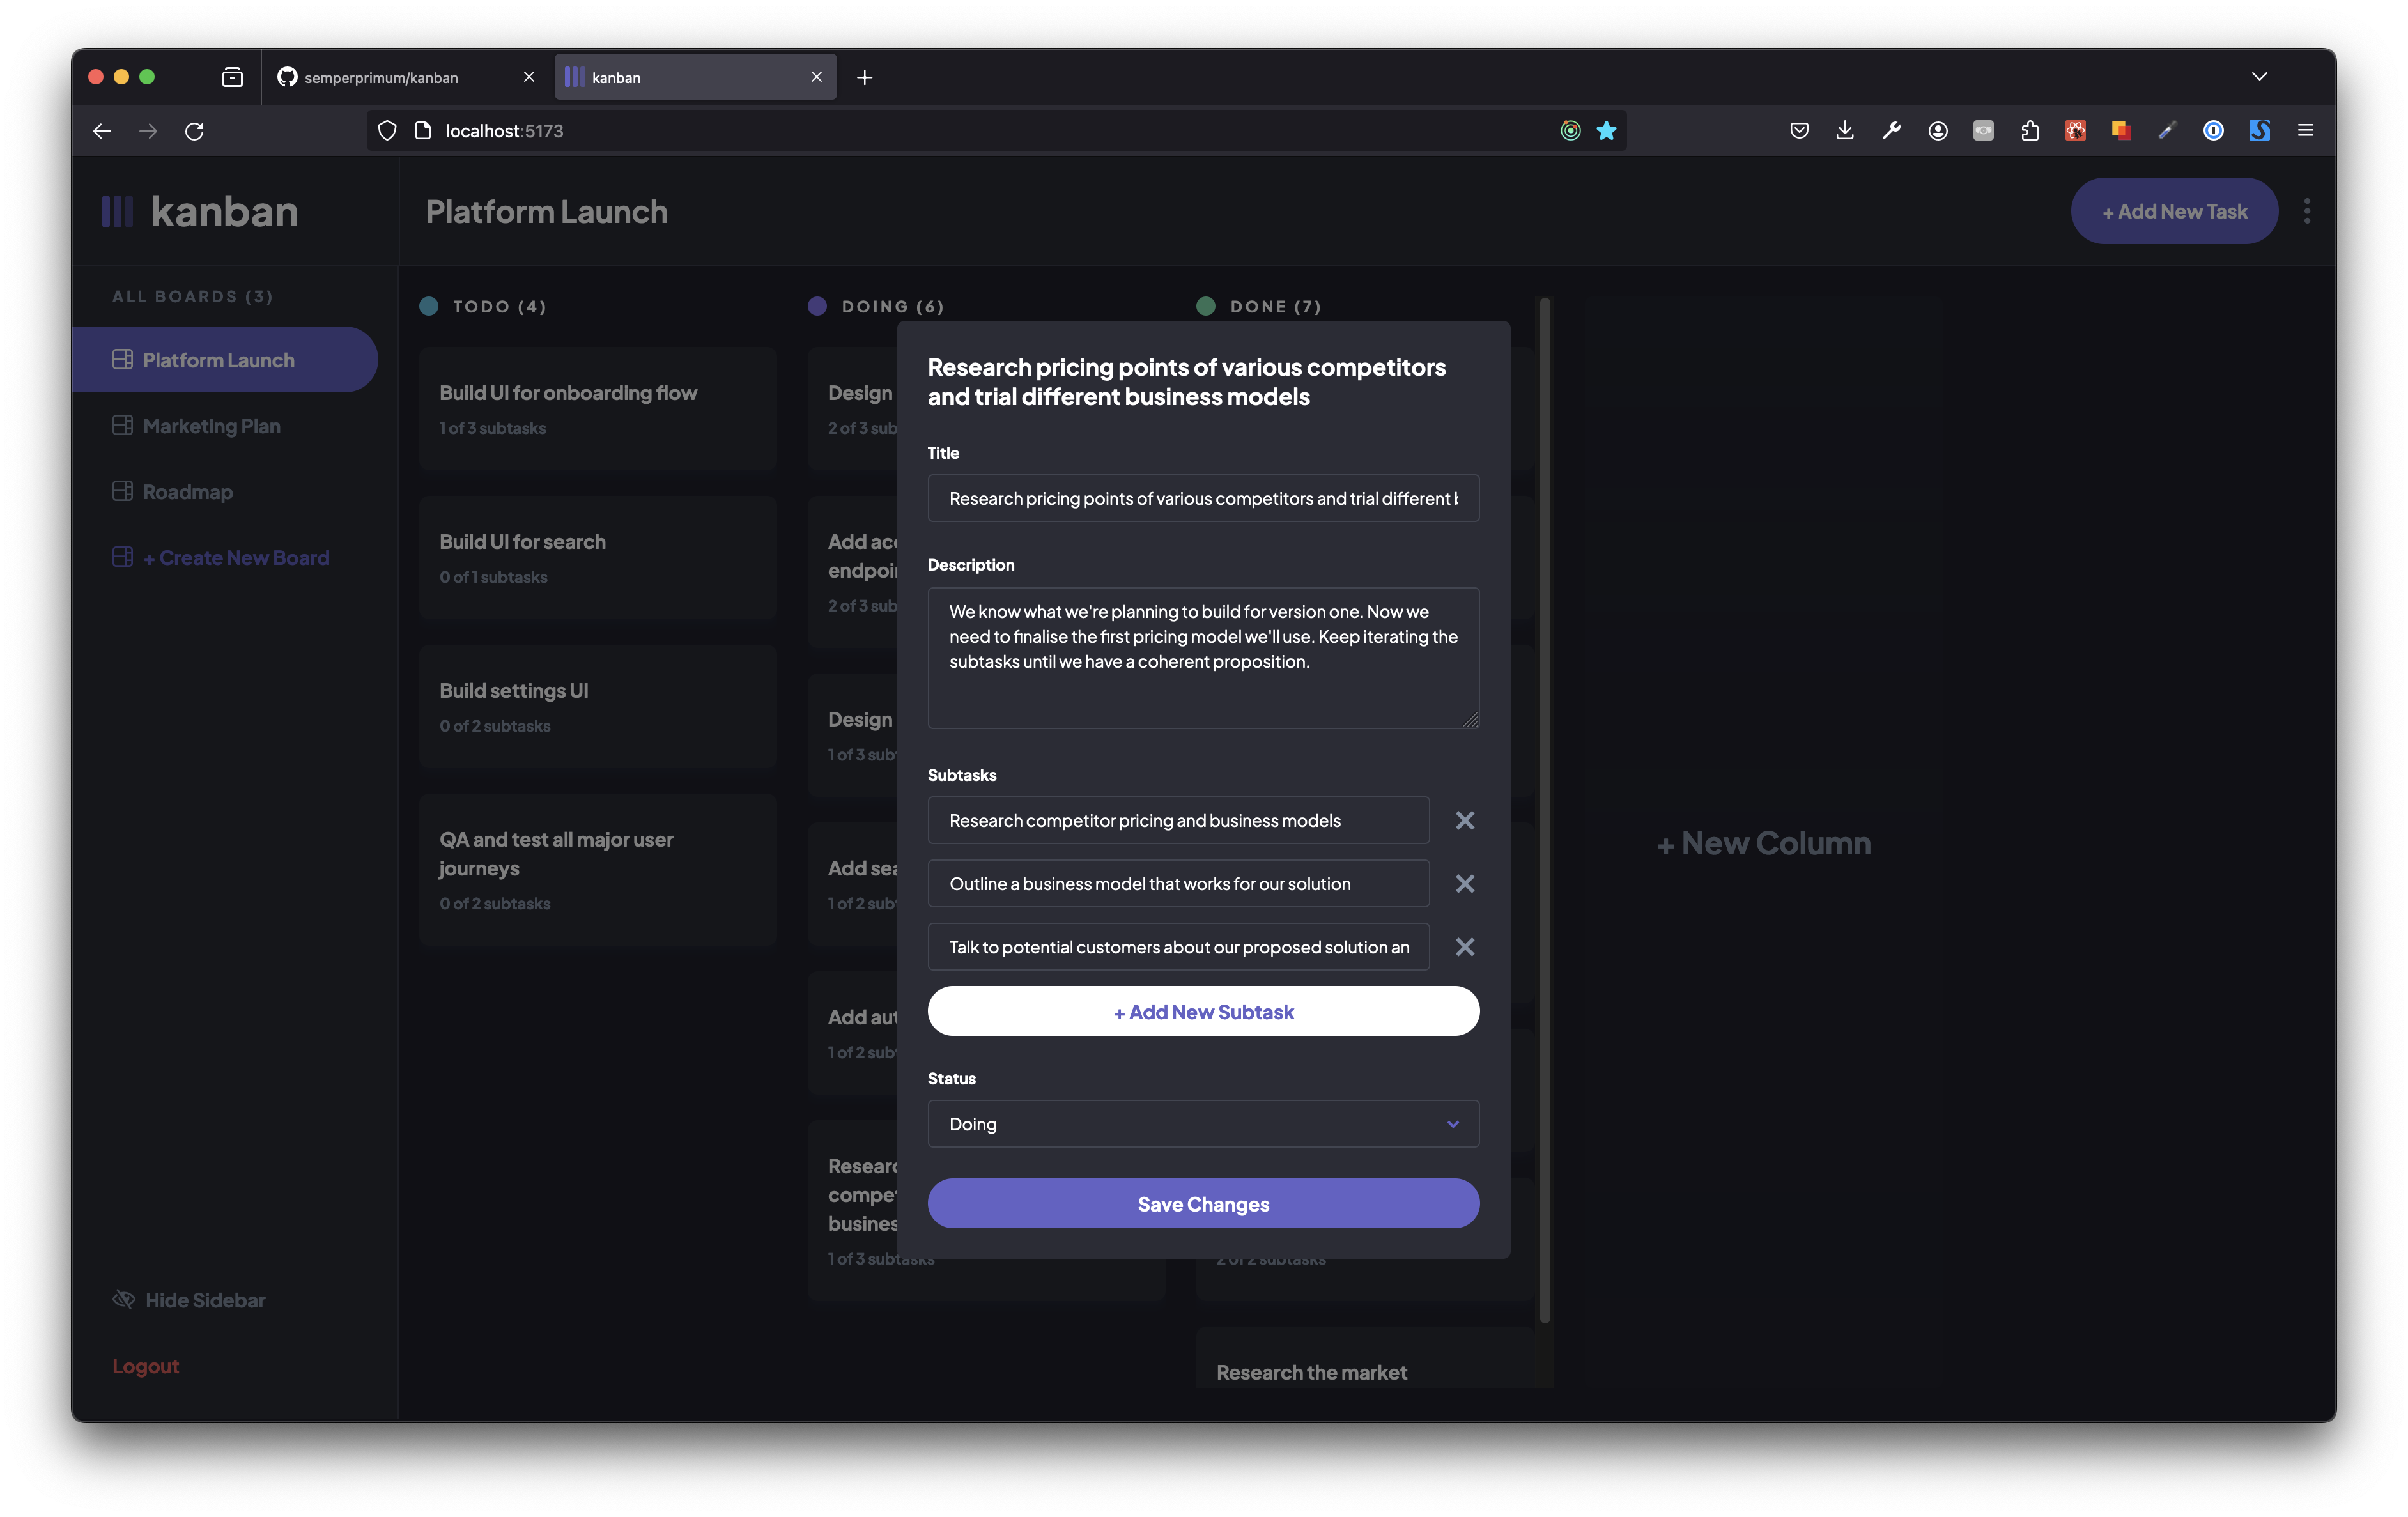 semperprimum/kanban
kanban
localhost:5173
kanban
Platform Launch
+ Add New Task
ALL BOARDS (3)
Platform Launch
Marketing Plan
Roadmap
+ Create New Board
Hide Sidebar
Logout
TODO (4)
Build UI for onboarding flow
1 of 3 subtasks
Build UI for search
0 of 1 subtasks
Build settings UI
0 of 2 subtasks
QA and test all major user
journeys
0 of 2 subtasks
DOING (6)
Design
2 of 3 sub
Add acc
endpoi
2 of 3 sub
Design
1 of 3 subt
Add sea
1 of 2 subt
Add aut
1 of 2 subt
Researc
compet
busines
1 of 3 subtasks
DONE (7)
2 of 2 subtasks
Research the market
+ New Column
Research pricing points of various competitors
and trial different business models
Title
Research pricing points of various competitors and trial different b
Description
We know what we're planning to build for version one. Now we
need to finalise the first pricing model we'll use. Keep iterating the
subtasks until we have a coherent proposition.
Subtasks
Research competitor pricing and business models
Outline a business model that works for our solution
Talk to potential customers about our proposed solution an
+ Add New Subtask
Status
Doing
Save Changes